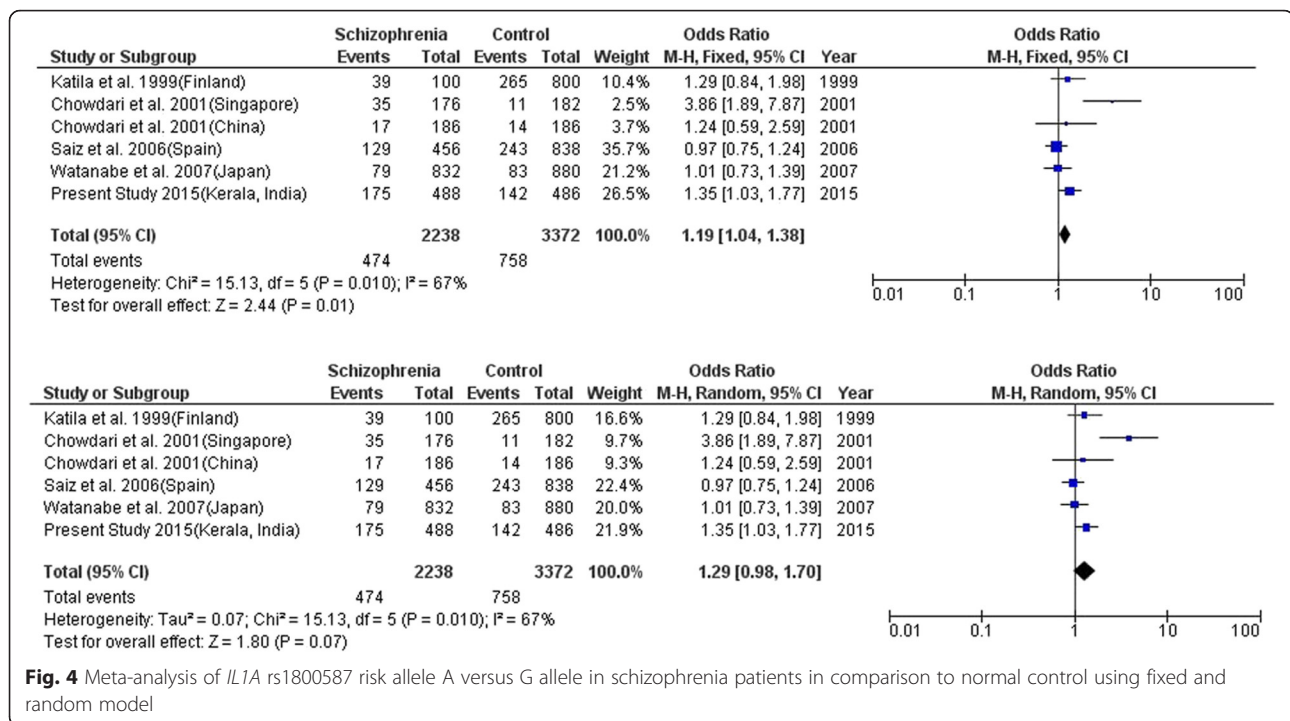 Schizophrenia Control Odds Ratio Odds Ratio
Study or Subgroup Events Total Events Total Weight M-H, Fixed, 95% CI Year M-H, Fixed, 95% CI
Katila et al. 1999(Finland) 39 100 265 800 10.4% 1.29 [0.84, 1.98] 1999
Chowdari et al. 2001(Singapore) 35 176 11 182 2.5% 3.86 [1.89, 7.87] 2001
Chowdari et al. 2001(China) 17 186 14 186 3.7% 1.24 [0.59, 2.59] 2001
Saiz et al. 2006(Spain) 129 456 243 838 35.7% 0.97 [0.75, 1.24] 2006
Watanabe et al. 2007(Japan) 79 832 83 880 21.2% 1.01 [0.73, 1.39] 2007
Present Study 2015(Kerala, India) 175 488 142 486 26.5% 1.35 [1.03, 1.77] 2015
Total (95% CI) 2238 3372 100.0% 1.19 [1.04, 1.38]
Total events 474 758
Heterogeneity: Chi² = 15.13, df = 5 (P = 0.010); I² = 67%
Test for overall effect: Z = 2.44 (P = 0.01)
0.01 0.1 1 10 100
Schizophrenia Control Odds Ratio Odds Ratio
Study or Subgroup Events Total Events Total Weight M-H, Random, 95% CI Year M-H, Random, 95% CI
Katila et al. 1999(Finland) 39 100 265 800 16.6% 1.29 [0.84, 1.98] 1999
Chowdari et al. 2001(Singapore) 35 176 11 182 9.7% 3.86 [1.89, 7.87] 2001
Chowdari et al. 2001(China) 17 186 14 186 9.3% 1.24 [0.59, 2.59] 2001
Saiz et al. 2006(Spain) 129 456 243 838 22.4% 0.97 [0.75, 1.24] 2006
Watanabe et al. 2007(Japan) 79 832 83 880 20.0% 1.01 [0.73, 1.39] 2007
Present Study 2015(Kerala, India) 175 488 142 486 21.9% 1.35 [1.03, 1.77] 2015
Total (95% CI) 2238 3372 100.0% 1.29 [0.98, 1.70]
Total events 474 758
Heterogeneity: Tau² = 0.07; Chi² = 15.13, df = 5 (P = 0.010); I² = 67%
Test for overall effect: Z = 1.80 (P = 0.07)
0.01 0.1 1 10 100
Fig. 4 Meta-analysis of IL1A rs1800587 risk allele A versus G allele in schizophrenia patients in comparison to normal control using fixed and
random model